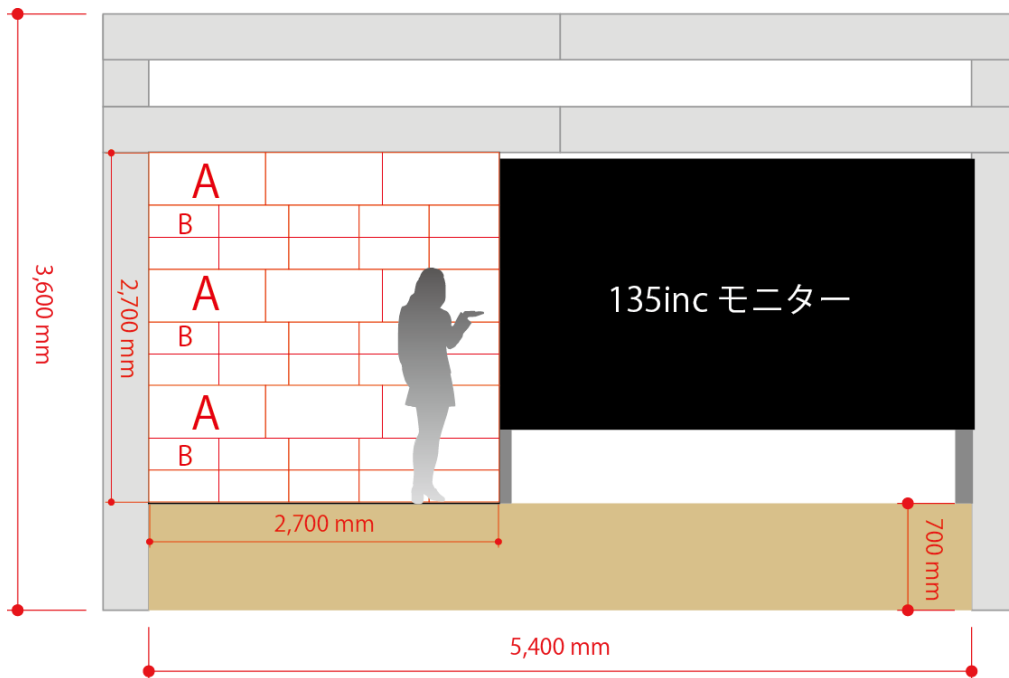 3,600 mm
2,700 mm
A
B
A
B
A
B
135inc モニター
2,700 mm
700 mm
5,400 mm